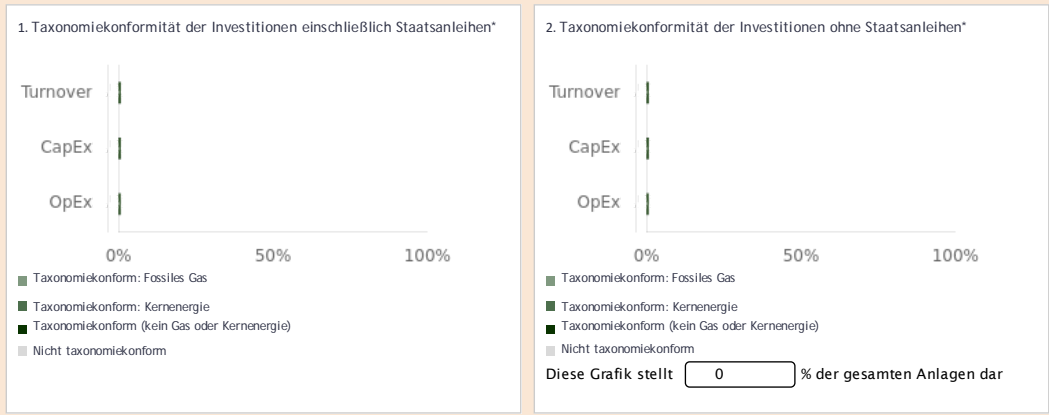 1. Taxonomiekonformität der Investitionen einschließlich Staatsanleihen*
Turnover
CapEx
OpEx
0% 50% 100%
Taxonomiekonform: Fossiles Gas
Taxonomiekonform: Kernenergie
Taxonomiekonform (kein Gas oder Kernenergie)
Nicht taxonomiekonform
2. Taxonomiekonformität der Investitionen ohne Staatsanleihen*
Turnover
CapEx
OpEx
0% 50% 100%
Taxonomiekonform: Fossiles Gas
Taxonomiekonform: Kernenergie
Taxonomiekonform (kein Gas oder Kernenergie)
Nicht taxonomiekonform
Diese Grafik stellt 0 % der gesamten Anlagen dar